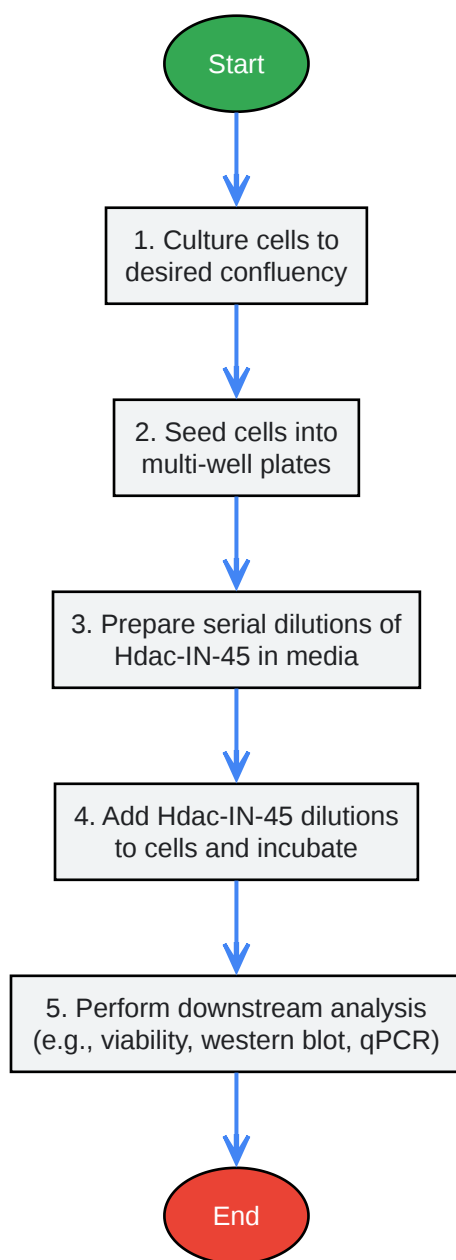 Start
1. Culture cells to
desired confluency
2. Seed cells into
multi-well plates
3. Prepare serial dilutions of
Hdac-IN-45 in media
4. Add Hdac-IN-45 dilutions
to cells and incubate
5. Perform downstream analysis
(e.g., viability, western blot, qPCR)
End